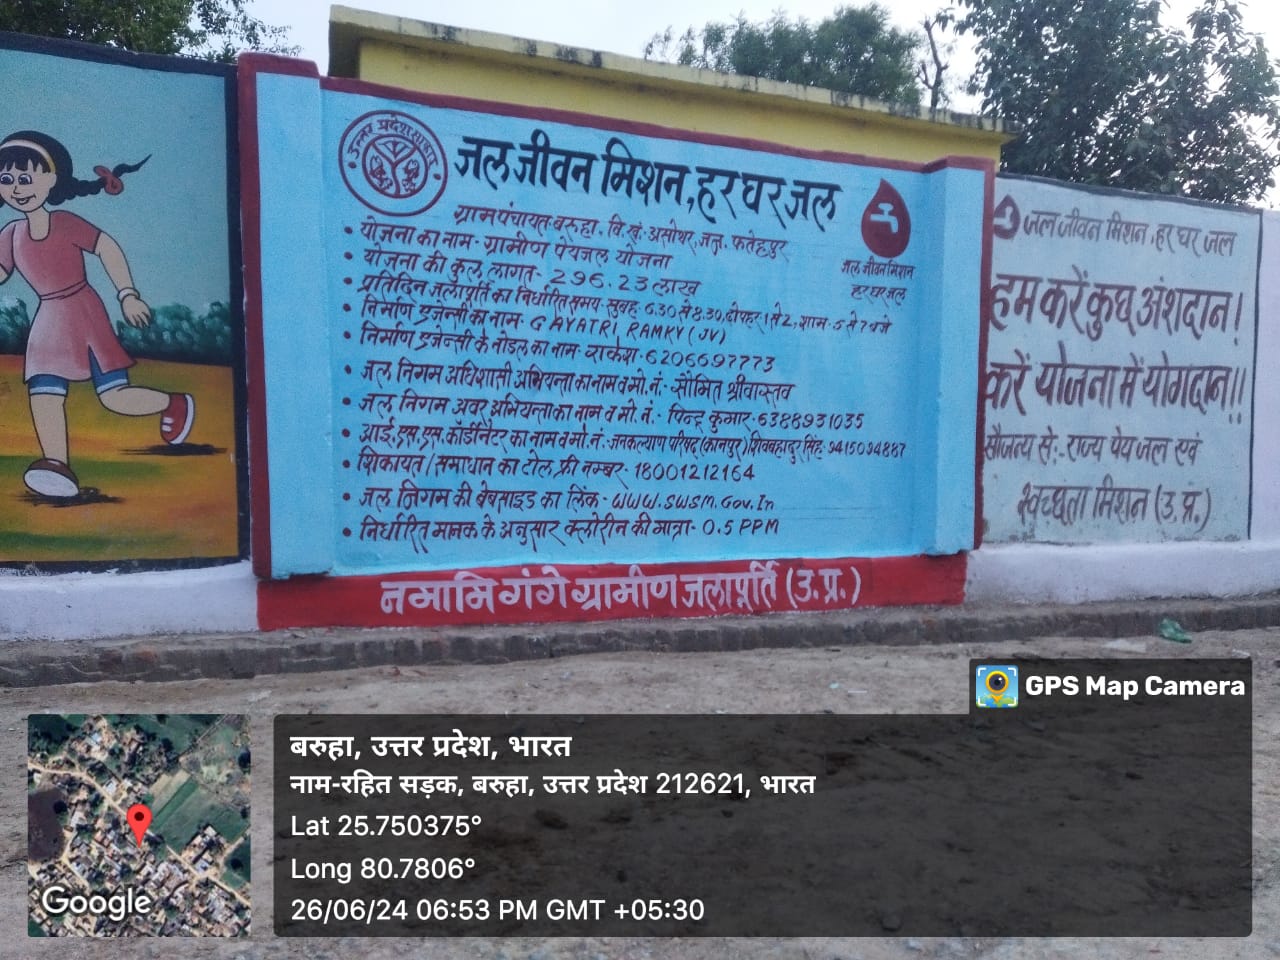 उत्तर प्रदेश सरकार
जल जीवन मिशन, हर घर जल
ग्रामपंचायत बरुहा. वि.खं. असोथर, जन. फतेहपुर
• योजना का नाम- ग्रामीण पेयजल योजना
• योजना की कुल लागत- 296.23 लाख
• प्रतिदिन जलापूर्ति का निर्धारित समय- सुबह: 6.30 से 8.30, दोपहर: 1 से 2, शाम- 5 से 7 बजे
• निर्माण एजेन्सी का नाम- GAYATRI RAMKY (JV)
• निर्माण एजेन्सी के नोडल का नाम राकेश- 6206697773
• जल निगम अधिशासी अभियन्ता का नाम व मो. नं.- सौमित श्रीवास्तव
• जल निगम अवर अभियन्ता का नाम व मो. नं.- पिन्टू कुमार- 6388931035
• आई. एस. एस. कॉर्डीनेटर का नाम व मो. नं.- जनकल्याण परिषद (कानपुर) शिवबहादुर सिंह- 9415094887
• शिकायत / समाधान का टोल फ्री नम्बर- 18001212164
• जल निगम की बेबसाइड का लिंक- WWW.SWSM.Gov.In
• निर्धारित मानक के अनुसार क्लोरीन की मात्रा- 0.5 PPM
जल जीवन मिशन
हर घर जल
नमामि गंगे ग्रामीण जलापूर्ति (उ.प्र.)
जल जीवन मिशन, हर घर जल
हम करें कुछ अंशदान!
करें योजना में योगदान!!
सौजन्य से:- राज्य पेय जल एवं
स्वच्छता मिशन (उ.प्र.)
GPS Map Camera
बरुहा, उत्तर प्रदेश, भारत
नाम-रहित सड़क, बरुहा, उत्तर प्रदेश 212621, भारत
Lat 25.750375°
Long 80.7806°
26/06/24 06:53 PM GMT +05:30
Google